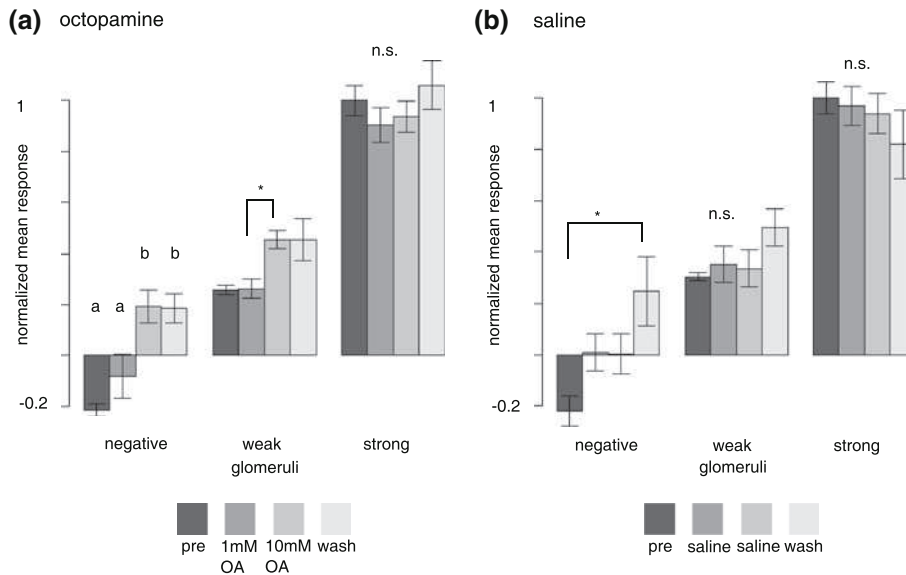 (a) octopamine
n.s.
1
*
b b
a a
normalized mean response
-0.2
negative weak strong
glomeruli
pre 1mM 10mM wash
OA OA
(b) saline
n.s.
1
*
n.s.
normalized mean response
-0.2
negative weak strong
glomeruli
pre saline saline wash